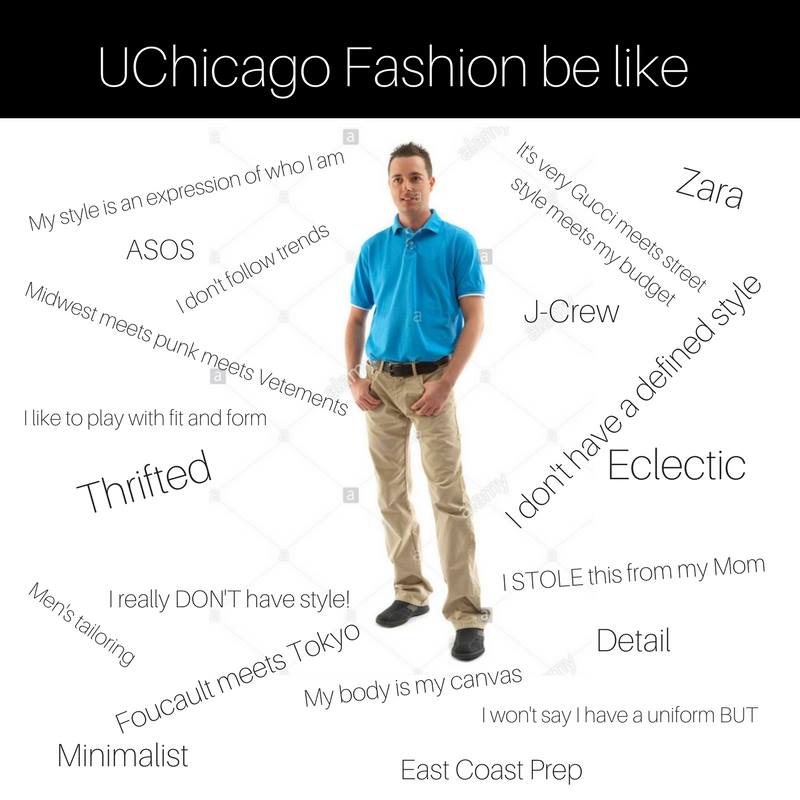 UChicago Fashion be like
My style is an expression of who I am
It's very Gucci meets street
style meets my budget
Zara
ASOS
I don't follow trends
J-Crew
Midwest meets punk meets Vetements
I don't have a defined style
I like to play with fit and form
Thrifted
Eclectic
I STOLE this from my Mom
Men's tailoring
I really DON'T have style!
Foucault meets Tokyo
Detail
My body is my canvas
I won't say I have a uniform BUT
Minimalist
East Coast Prep
alamy
a
a
a
a
a
a
alamy
alamy